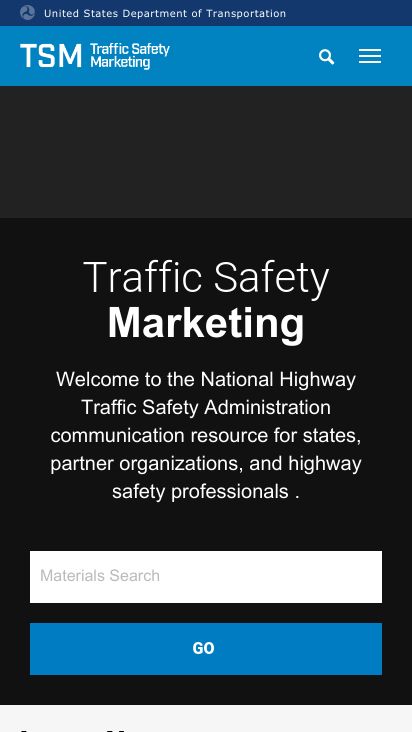 United States Department of Transportation
TSM Traffic Safety
Marketing
Traffic Safety
Marketing
Welcome to the National Highway
Traffic Safety Administration
communication resource for states,
partner organizations, and highway
safety professionals .
Materials Search
GO